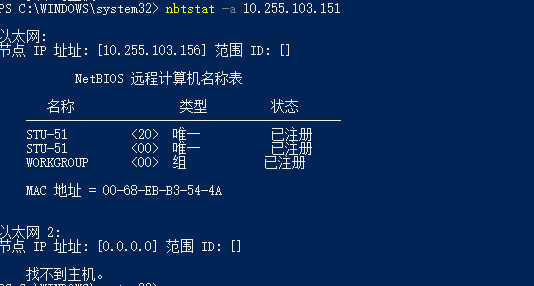 PS C:\WINDOWS\system32> nbtstat -a 10.255.103.151
以太网:
节点 IP 址址: [10.255.103.156] 范围 ID: []
NetBIOS 远程计算机名称表
名称 类型 状态
STU-51 <20> 唯一 已注册
STU-51 <00> 唯一 已注册
WORKGROUP <00> 组 已注册
MAC 地址 = 00-68-EB-B3-54-4A
以太网 2:
节点 IP 址址: [0.0.0.0] 范围 ID: []
找不到主机。